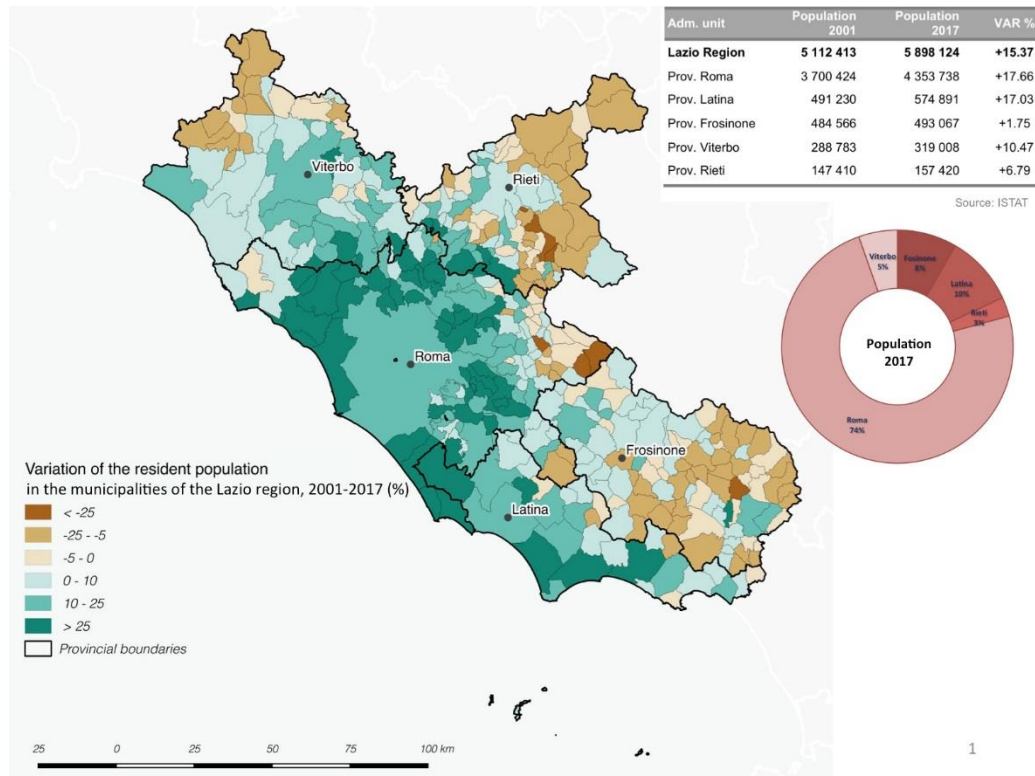 Adm. unit Population 2001 Population 2017 VAR %
Lazio Region 5 112 413 5 898 124 +15.37
Prov. Roma 3 700 424 4 353 738 +17.66
Prov. Latina 491 230 574 891 +17.03
Prov. Frosinone 484 566 493 067 +1.75
Prov. Viterbo 288 783 319 008 +10.47
Prov. Rieti 147 410 157 420 +6.79
Source: ISTAT
Viterbo
Rieti
Roma
Frosinone
Latina
Viterbo
5%
Fosinone
8%
Latina
10%
Rieti
3%
Population
2017
Roma
74%
Variation of the resident population
in the municipalities of the Lazio region, 2001-2017 (%)
< -25
-25 - -5
-5 - 0
0 - 10
10 - 25
> 25
Provincial boundaries
25 0 25 50 75 100 km
1